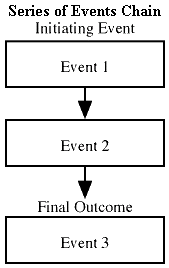 Series of Events Chain
Initiating Event
Event 1
Event 2
Final Outcome
Event 3